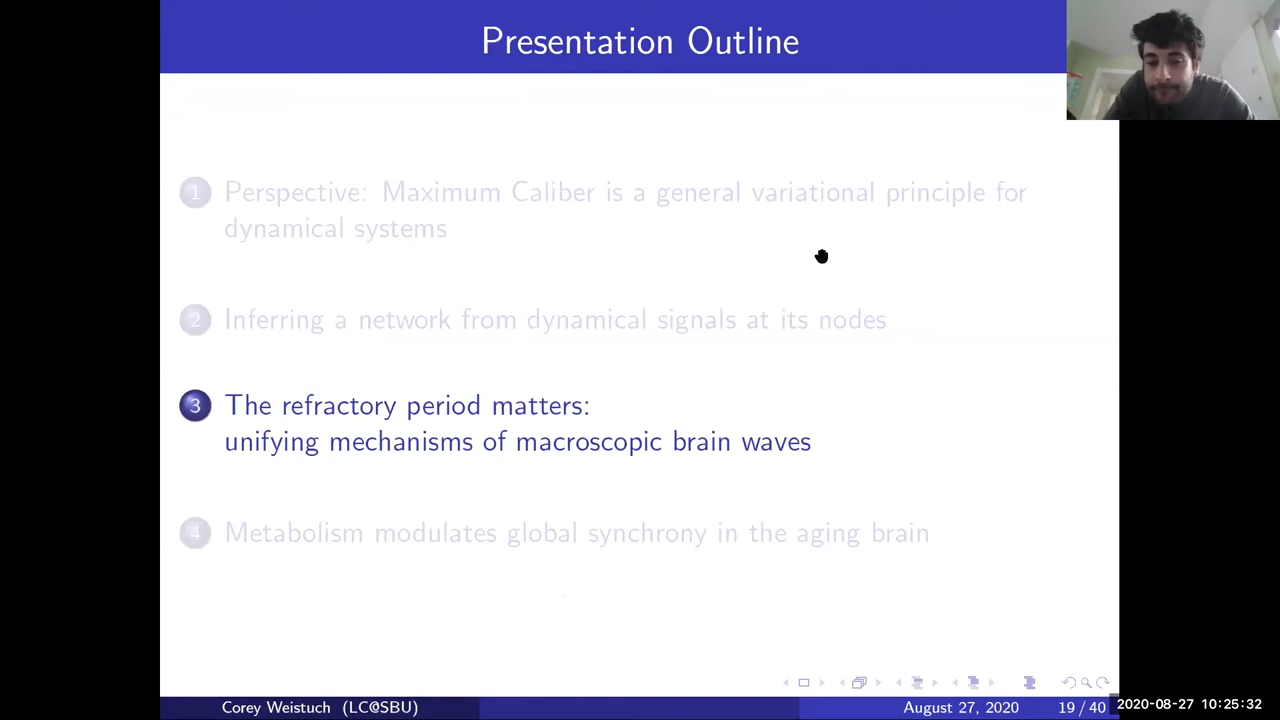 Presentation Outline
1 Perspective: Maximum Caliber is a general variational principle for
dynamical systems
2 Inferring a network from dynamical signals at its nodes
3 The refractory period matters:
unifying mechanisms of macroscopic brain waves
4 Metabolism modulates global synchrony in the aging brain
Corey Weistuch (LC@SBU) August 27, 2020 19 / 40
2020-08-27 10:25:32